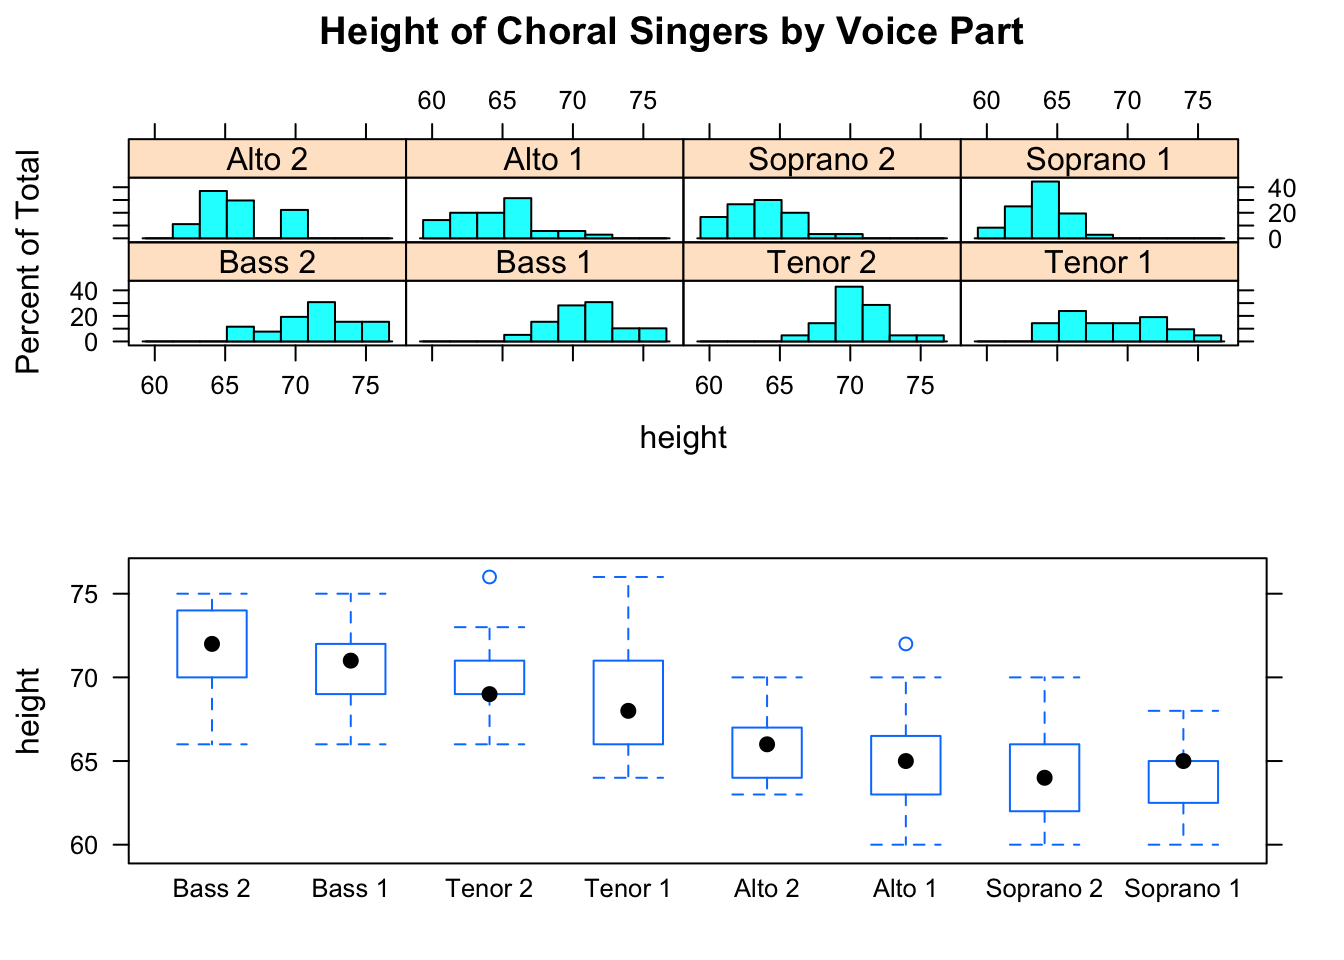 Height of Choral Singers by Voice Part
60 65 70 75 60 65 70 75
Alto 2 Alto 1 Soprano 2 Soprano 1
40
20
0
Percent of Total
Bass 2 Bass 1 Tenor 2 Tenor 1
40
20
0
60 65 70 75 60 65 70 75
height
75
70
65
60
height
Bass 2 Bass 1 Tenor 2 Tenor 1 Alto 2 Alto 1 Soprano 2 Soprano 1